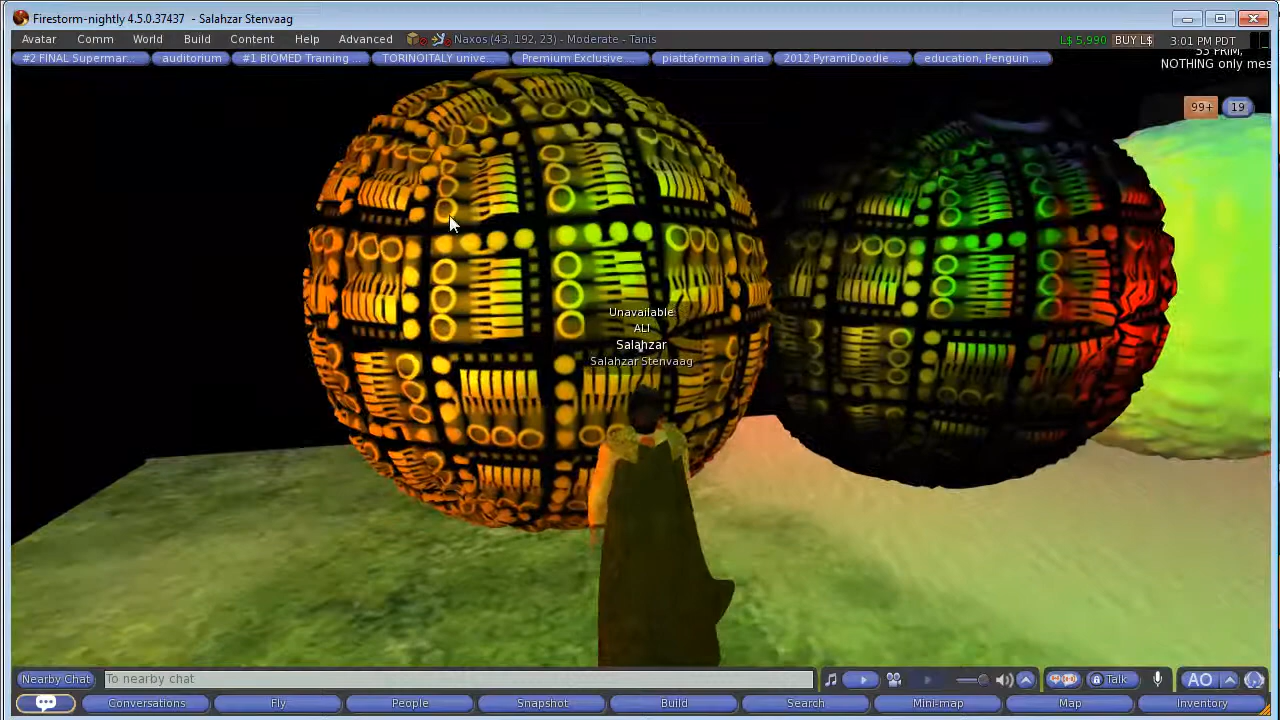 Firestorm-nightly 4.5.0.37437 - Salahzar Stenvaag
Avatar Comm World Build Content Help Advanced Naxos (43, 192, 23) - Moderate - Tanis L$ 5,990 BUY L$ 3:01 PM PDT
#2 FINAL Supermar... auditorium #1 BIOMED Training ... TORINOITALY unive... Premium Exclusive ... piattaforma in aria 2012 PyramiDoodle ... education, Penguin ...
NOTHING only mes
99+ 19
Unavailable
ALI
Salahzar
Salahzar Stenvaag
Nearby Chat To nearby chat Talk AO
Conversations Fly People Snapshot Build Search Mini-map Map Inventory